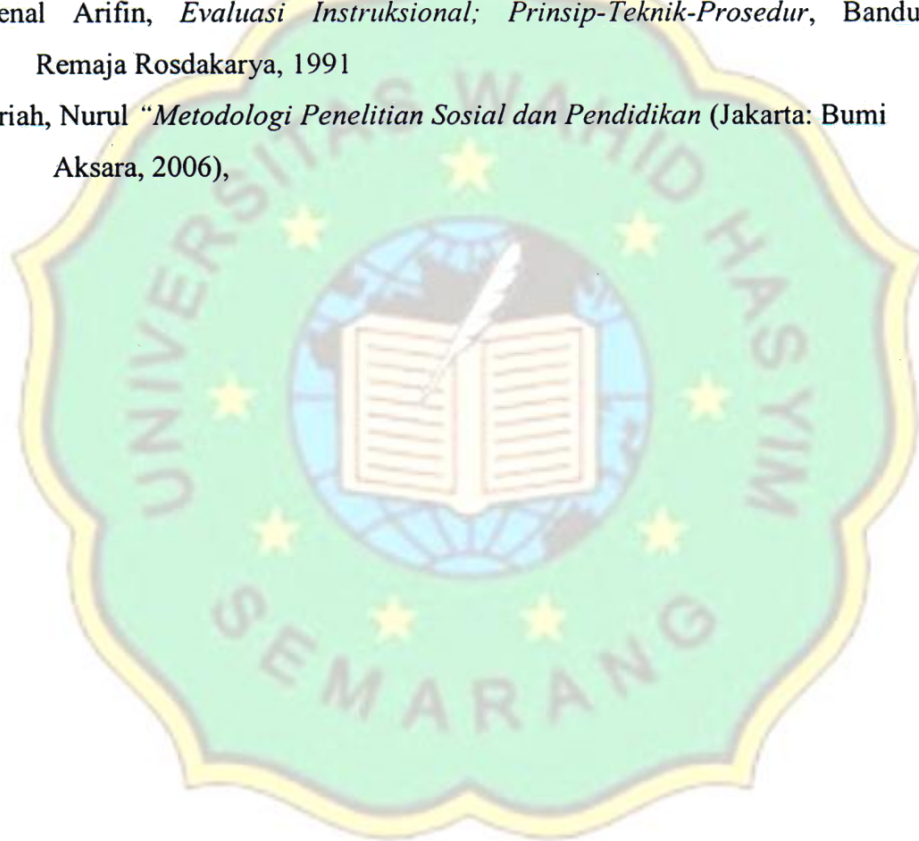 enal Arifin, Evaluasi Instruksional; Prinsip-Teknik-Prosedur, Bandu
Remaja Rosdakarya, 1991
riah, Nurul “Metodologi Penelitian Sosial dan Pendidikan (Jakarta: Bumi
Aksara, 2006),
UNIVERSITAS WAHID HASYIM
SEMARANG